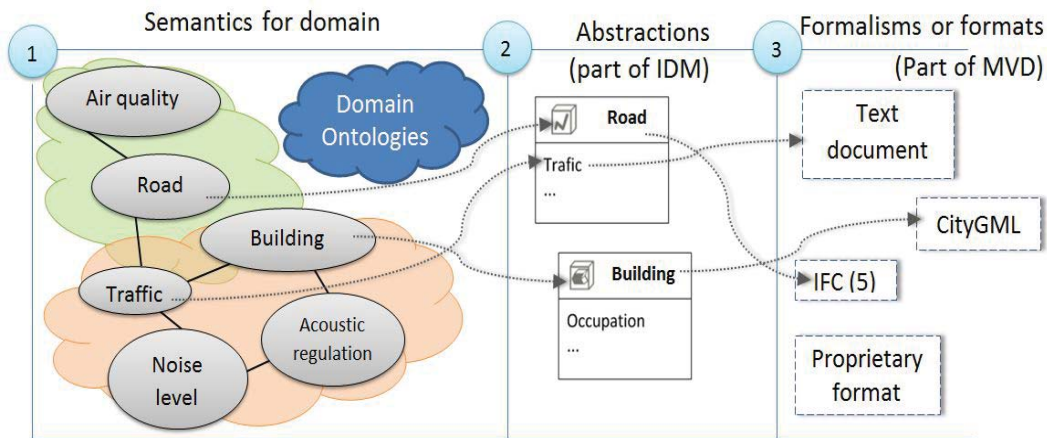 Semantics for domain
1
Air quality
Road
Building
Traffic
Acoustic
regulation
Noise
level
Domain
Ontologies
2
Abstractions
(part of IDM)
Road
Trafic
...
Building
Occupation
...
3
Formalisms or formats
(Part of MVD)
Text
document
CityGML
IFC (5)
Proprietary
format